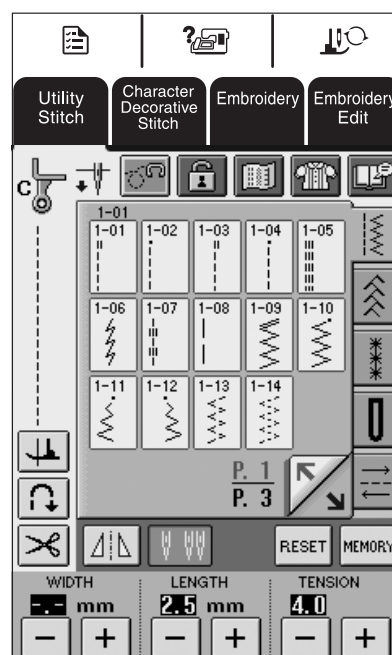 ?
Utility Stitch
Character Decorative Stitch
Embroidery
Embroidery Edit
C
1-01
1-01 1-02 1-03 1-04 1-05
1-06 1-07 1-08 1-09 1-10
1-11 1-12 1-13 1-14
P. 1
P. 3
RESET MEMORY
WIDTH LENGTH TENSION
-.- mm 2.5 mm 4.0
− + − + − +